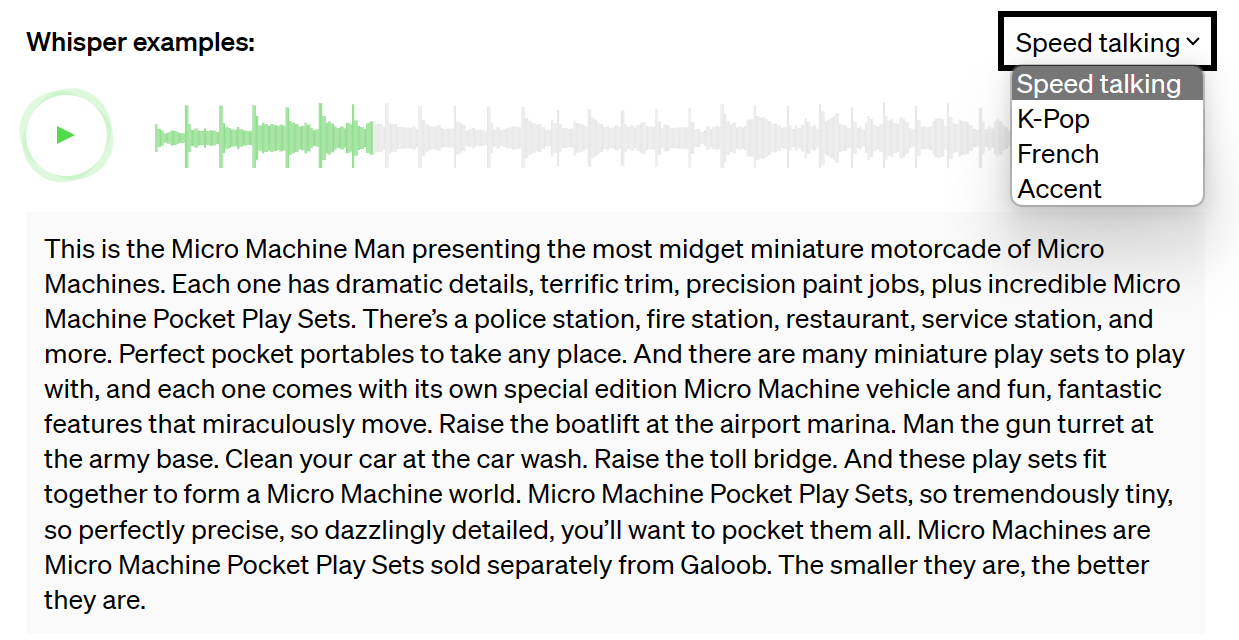 Whisper examples:
Speed talking
Speed talking
K-Pop
French
Accent
This is the Micro Machine Man presenting the most midget miniature motorcade of Micro
Machines. Each one has dramatic details, terrific trim, precision paint jobs, plus incredible Micro
Machine Pocket Play Sets. There’s a police station, fire station, restaurant, service station, and
more. Perfect pocket portables to take any place. And there are many miniature play sets to play
with, and each one comes with its own special edition Micro Machine vehicle and fun, fantastic
features that miraculously move. Raise the boatlift at the airport marina. Man the gun turret at
the army base. Clean your car at the car wash. Raise the toll bridge. And these play sets fit
together to form a Micro Machine world. Micro Machine Pocket Play Sets, so tremendously tiny,
so perfectly precise, so dazzlingly detailed, you’ll want to pocket them all. Micro Machines are
Micro Machine Pocket Play Sets sold separately from Galoob. The smaller they are, the better
they are.